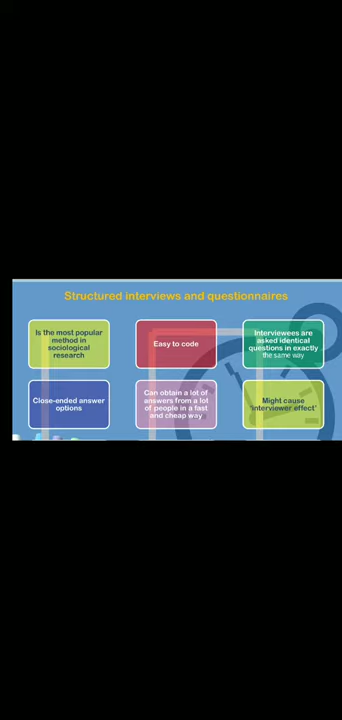 Structured interviews and questionnaires
Is the most popular
method in
sociological
research
Easy to code
Interviewees are
asked identical
questions in exactly
the same way
Close-ended answer
options
Can obtain a lot of
answers from a lot
of people in a fast
and cheap way
Might cause
'interviewer effect'